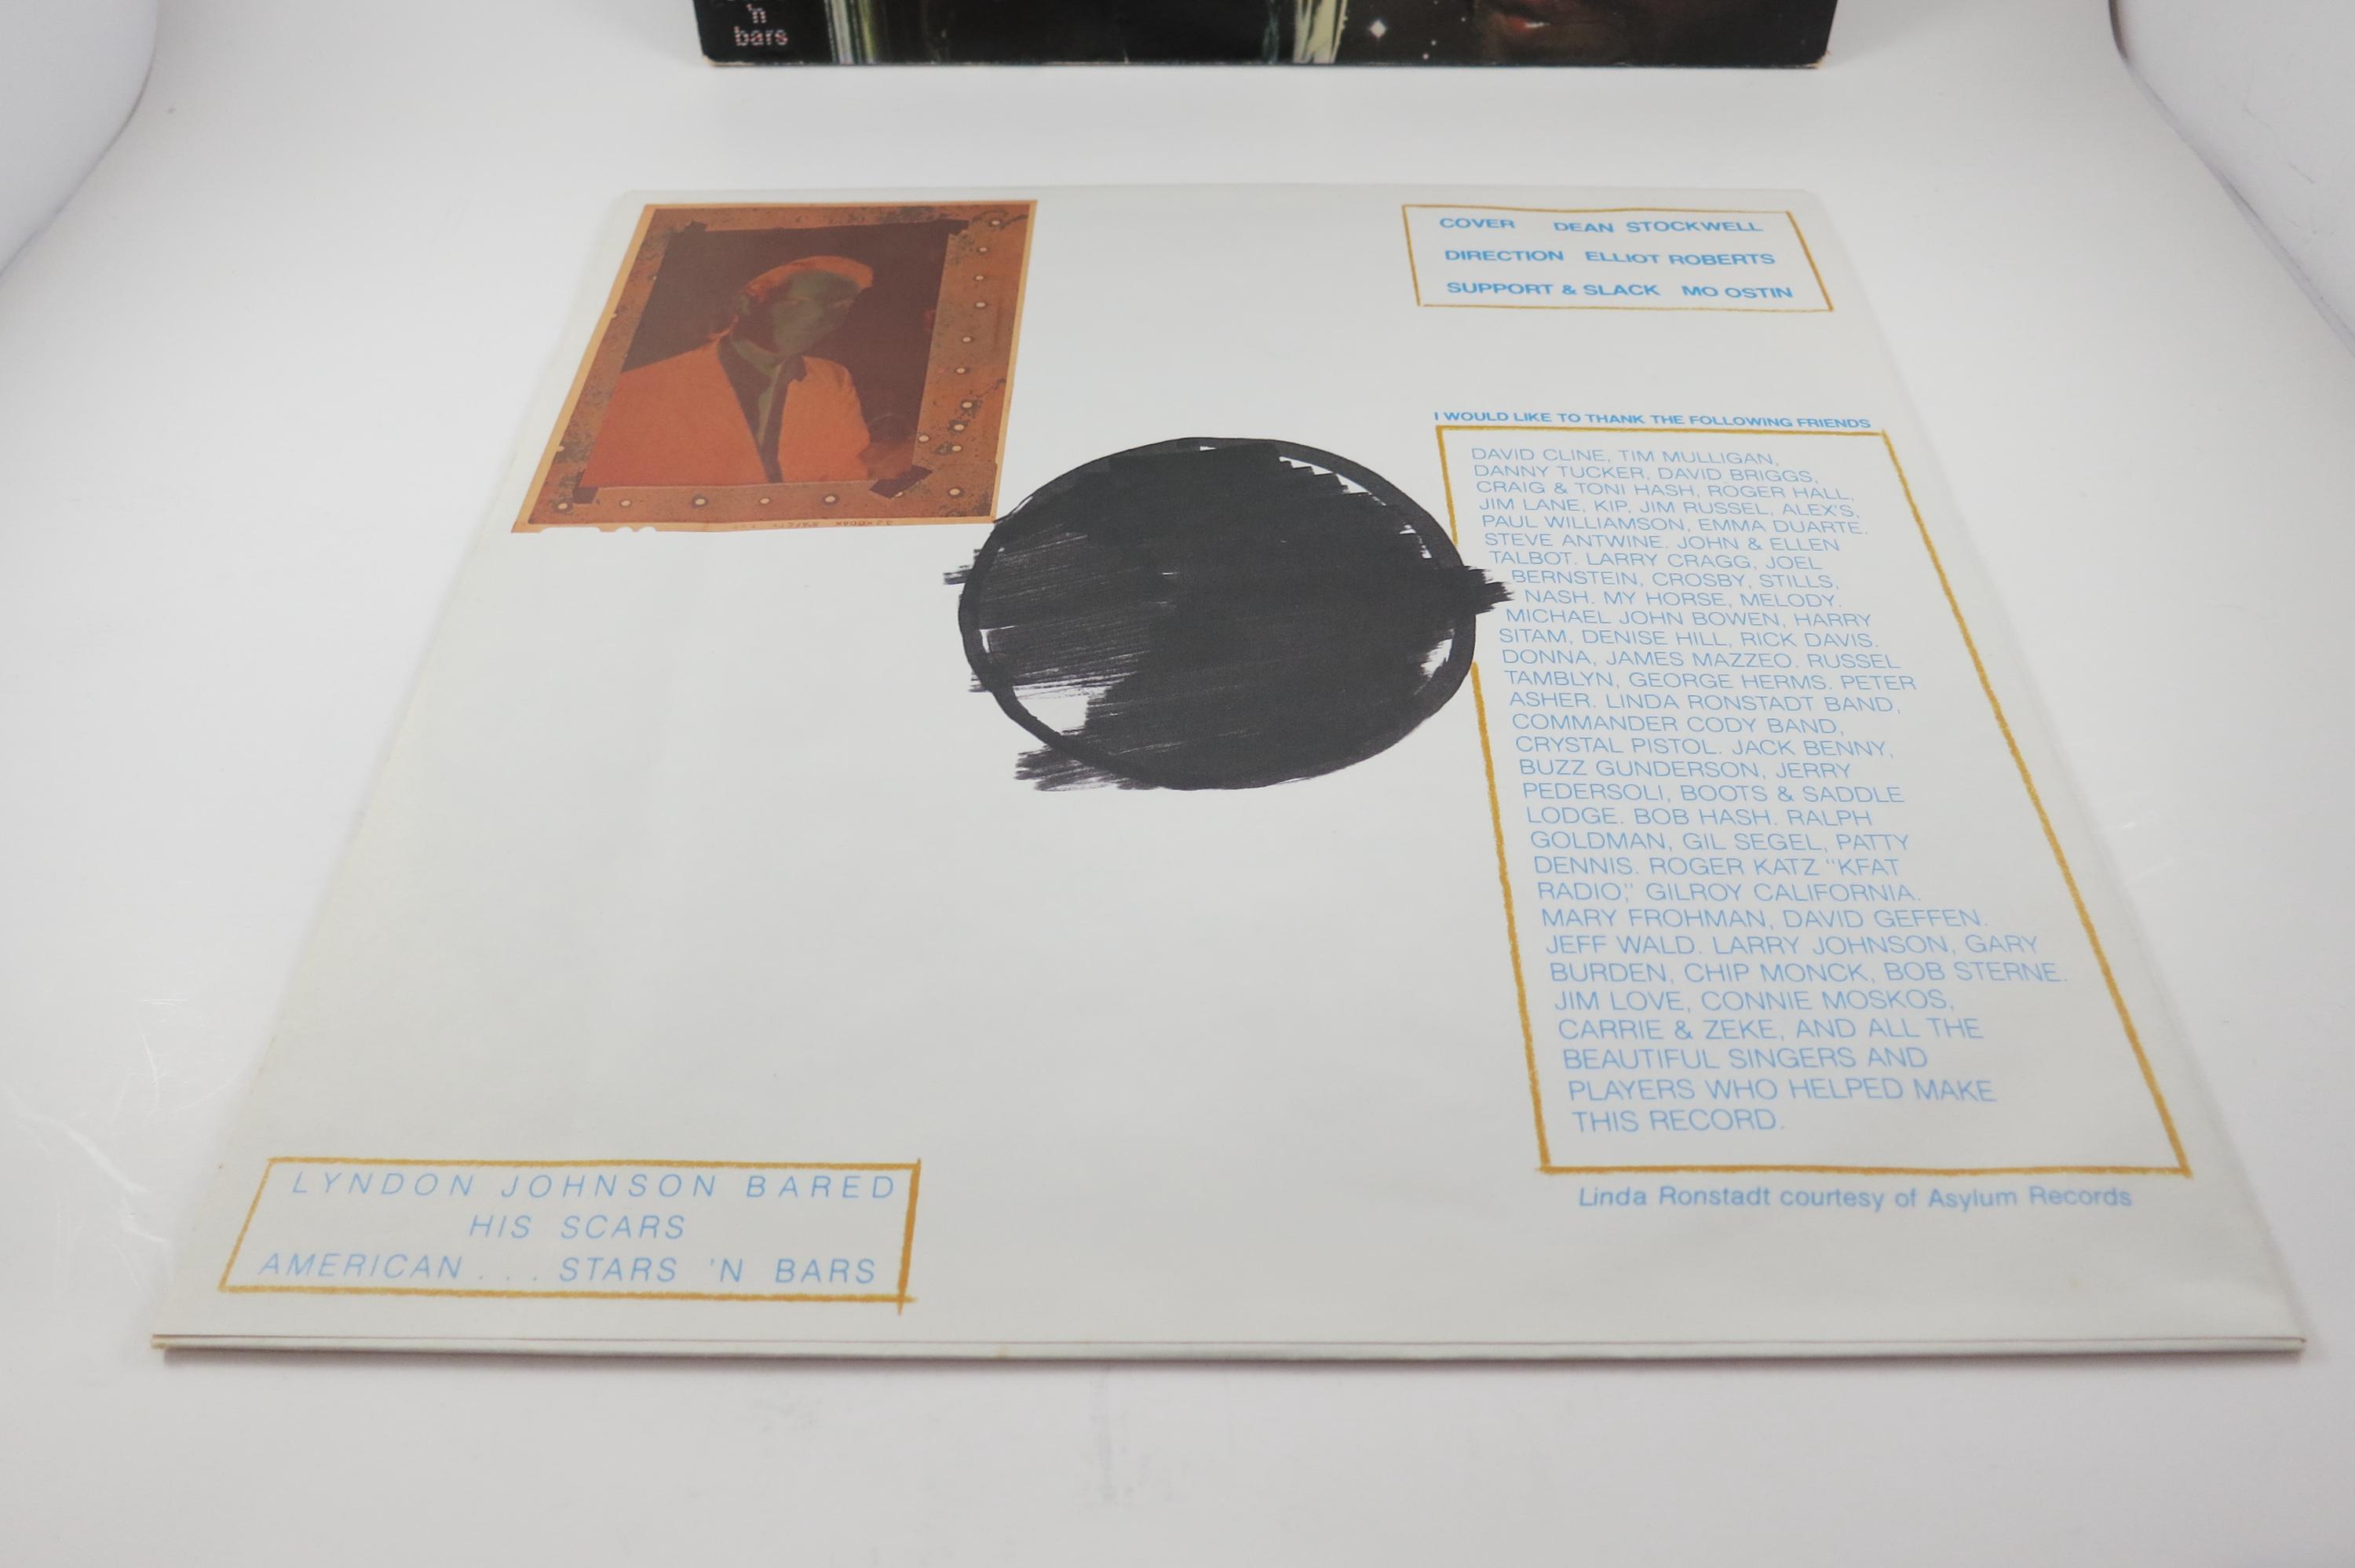 'n
bars
COVER DEAN STOCKWELL
DIRECTION ELLIOT ROBERTS
SUPPORT & SLACK MO OSTIN
I WOULD LIKE TO THANK THE FOLLOWING FRIENDS
DAVID CLINE, TIM MULLIGAN,
DANNY TUCKER, DAVID BRIGGS,
CRAIG & TONI HASH, ROGER HALL,
JIM LANE, KIP, JIM RUSSEL, ALEX'S,
PAUL WILLIAMSON, EMMA DUARTE.
STEVE ANTWINE. JOHN & ELLEN
TALBOT. LARRY CRAGG, JOEL
BERNSTEIN, CROSBY, STILLS,
NASH. MY HORSE, MELODY.
MICHAEL JOHN BOWEN, HARRY
SITAM, DENISE HILL, RICK DAVIS.
DONNA, JAMES MAZZEO. RUSSEL
TAMBLYN, GEORGE HERMS. PETER
ASHER. LINDA RONSTADT BAND,
COMMANDER CODY BAND,
CRYSTAL PISTOL. JACK BENNY,
BUZZ GUNDERSON, JERRY
PEDERSOLI, BOOTS & SADDLE
LODGE. BOB HASH. RALPH
GOLDMAN, GIL SEGEL, PATTY
DENNIS. ROGER KATZ "KFAT
RADIO," GILROY CALIFORNIA.
MARY FROHMAN, DAVID GEFFEN.
JEFF WALD. LARRY JOHNSON, GARY
BURDEN, CHIP MONCK, BOB STERNE.
JIM LOVE, CONNIE MOSKOS,
CARRIE & ZEKE, AND ALL THE
BEAUTIFUL SINGERS AND
PLAYERS WHO HELPED MAKE
THIS RECORD.
Linda Ronstadt courtesy of Asylum Records
LYNDON JOHNSON BARED
HIS SCARS
AMERICAN . . . STARS 'N BARS